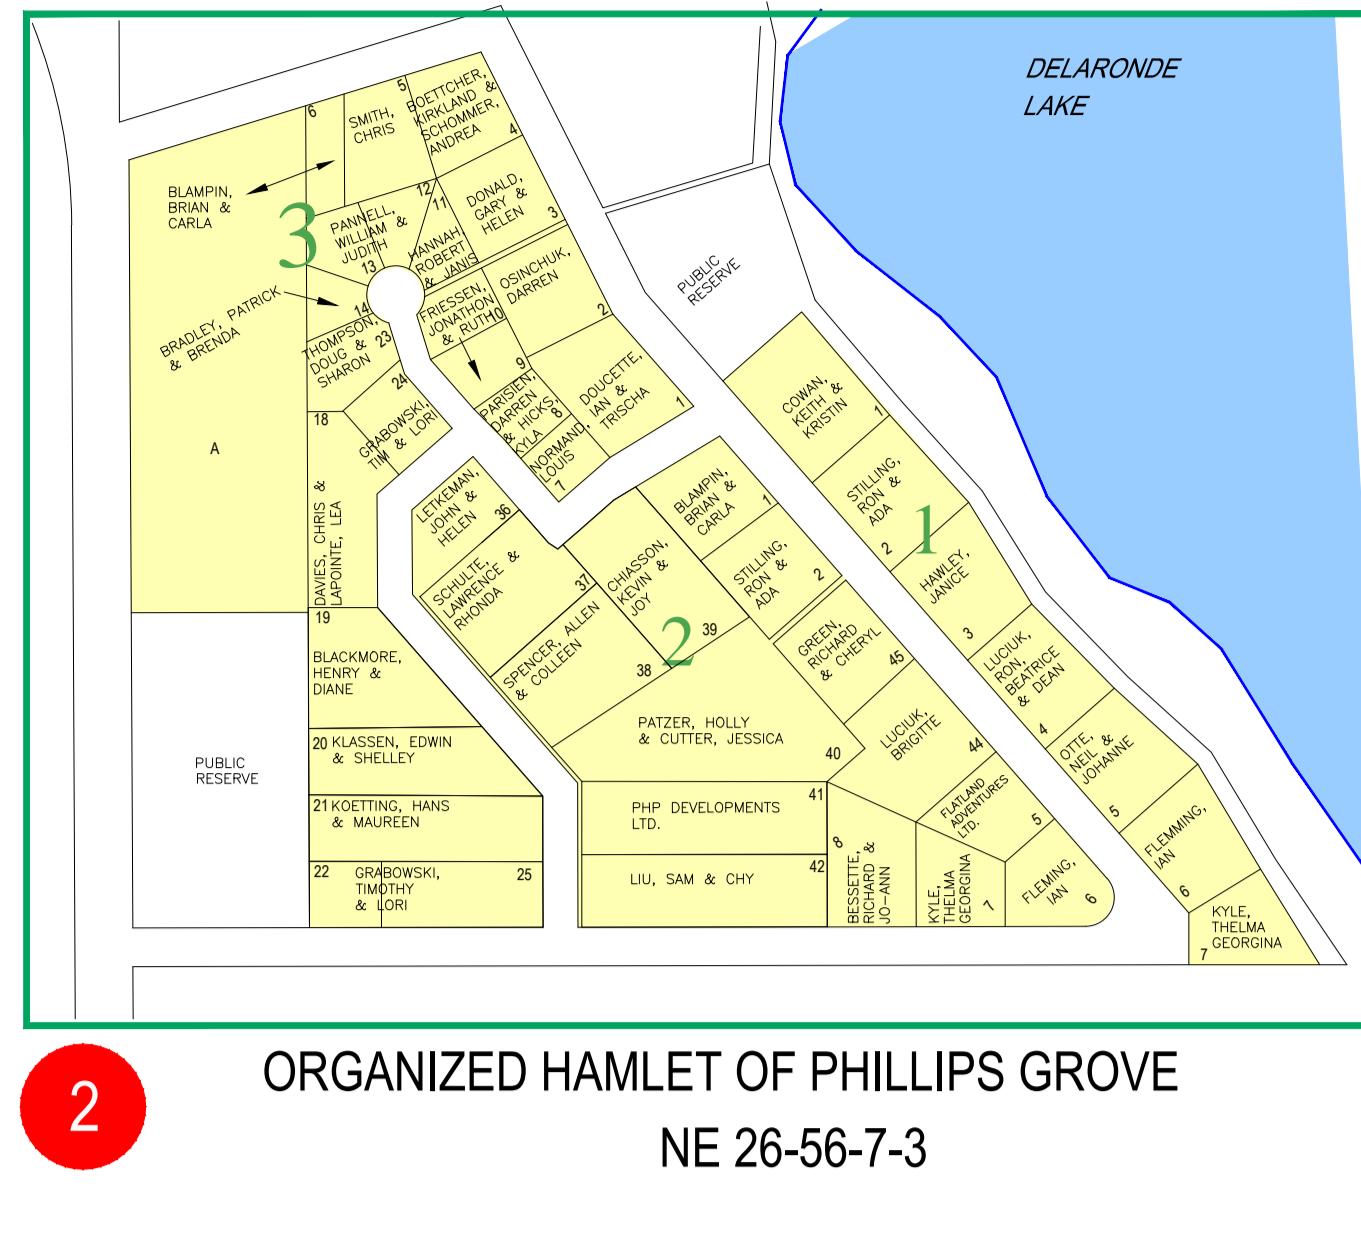 DELARONDE
LAKE
6
SMITH,
CHRIS
5
BOETTCHER,
KIRKLAND &
SCHOMMER,
ANDREA
4
BLAMPIN,
BRIAN &
CARLA
3
12
11
PANNELL,
WILLIAM &
JUDITH
13
HANNAH
ROBERT
& JANIS
DONALD,
GARY &
HELEN
3
PUBLIC
RESERVE
BRADLEY, PATRICK
& BRENDA
14
THOMPSON,
DOUG &
SHARON
23
FRIESSEN,
JONATHON
& RUTH
10
OSINCHUK,
DARREN
2
A
18
24
GRABOWSKI,
TIM & LORI
9
PARISIEN,
DARREN
& HICKS,
KYLA
8
NORMAND,
LOUIS
7
DOUCETTE,
IAN &
TRISCHA
1
COWAN,
KEITH &
KRISTIN
1
DAVIES, CHRIS &
LAPOINTE, LEA
LETKEMAN,
JOHN &
HELEN
36
BLAMPIN,
BRIAN &
CARLA
1
STILLING,
RON &
ADA
2
1
SCHULTE,
LAWRENCE &
RHONDA
37
CHIASSON,
KEVIN &
JOY
39
STILLING,
RON &
ADA
2
HAWLEY,
JANICE
3
19
BLACKMORE,
HENRY &
DIANE
SPENCER, ALLEN
& COLLEEN
38
2
GREEN,
RICHARD
& CHERYL
45
LUCIUK,
RON,
BEATRICE
& DEAN
4
PUBLIC
RESERVE
20
KLASSEN, EDWIN
& SHELLEY
PATZER, HOLLY
& CUTTER, JESSICA
40
LUCIUK,
BRIGITTE
44
OTTE,
NEIL &
JOHANNE
5
21
KOETTING, HANS
& MAUREEN
PHP DEVELOPMENTS
LTD.
41
FLATLAND
ADVENTURES
LTD.
5
FLEMMING,
IAN
6
22
GRABOWSKI,
TIMOTHY
& LORI
25
LIU, SAM & CHY
42
8
BESSETTE,
RICHARD &
JO-ANN
KYLE,
THELMA
GEORGINA
7
FLEMING,
IAN
6
KYLE,
THELMA
GEORGINA
7
2
ORGANIZED HAMLET OF PHILLIPS GROVE
NE 26-56-7-3